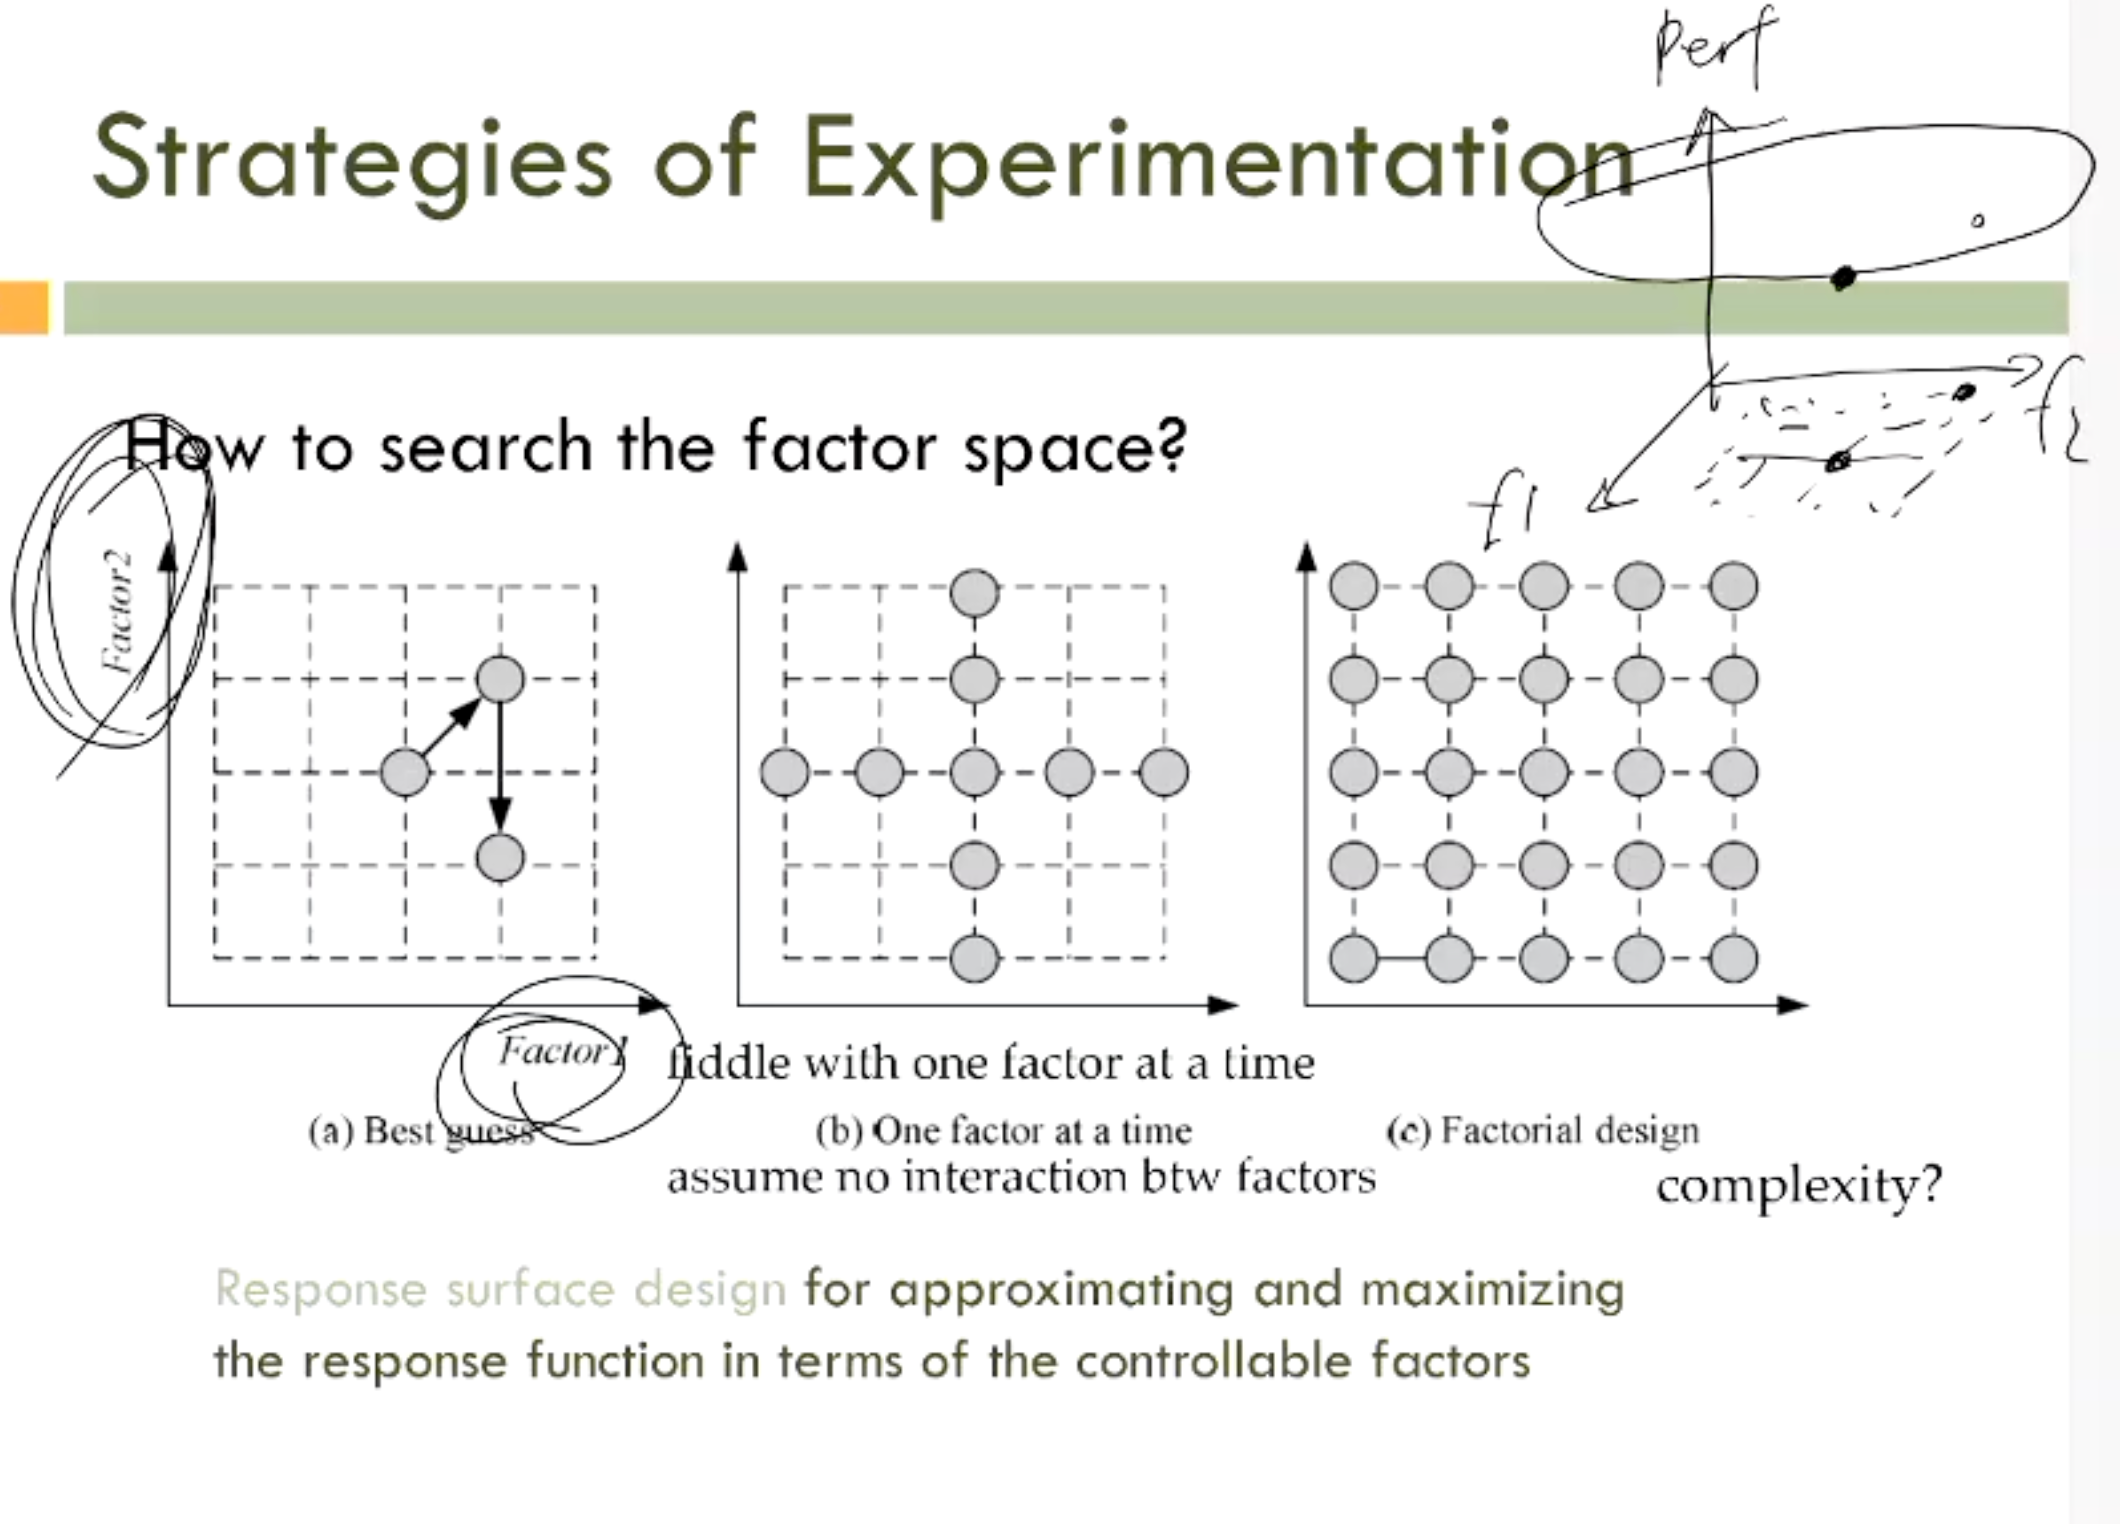 perf
Strategies of Experimentation
How to search the factor space?
f2
f1
Factor2
Factor1
fiddle with one factor at a time
(a) Best guess
(b) One factor at a time
(c) Factorial design
assume no interaction btw factors
complexity?
Response surface design for approximating and maximizing
the response function in terms of the controllable factors